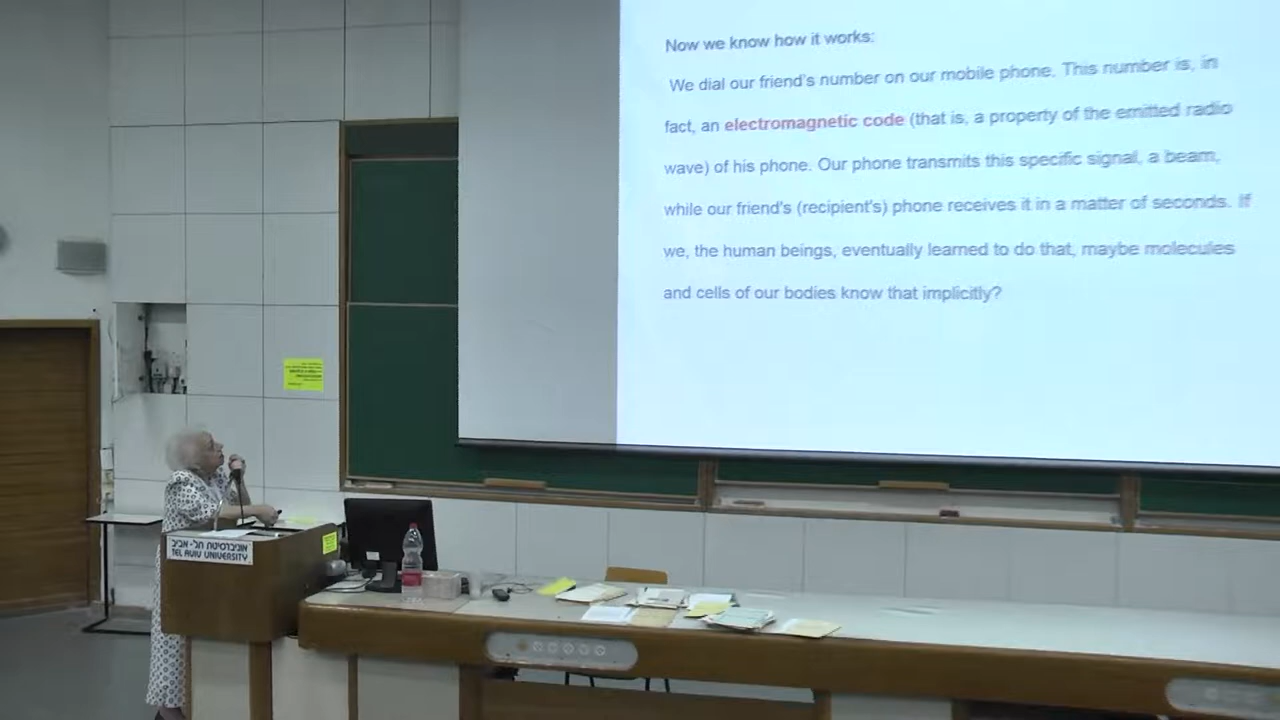 Now we know how it works:
We dial our friend's number on our mobile phone. This number is, in
fact, an electromagnetic code (that is, a property of the emitted radio
wave) of his phone. Our phone transmits this specific signal, a beam,
while our friend's (recipient's) phone receives it in a matter of seconds. If
we, the human beings, eventually learned to do that, maybe molecules
and cells of our bodies know that implicitly?
אוניברסיטת תל-אביב
TEL AVIV UNIVERSITY